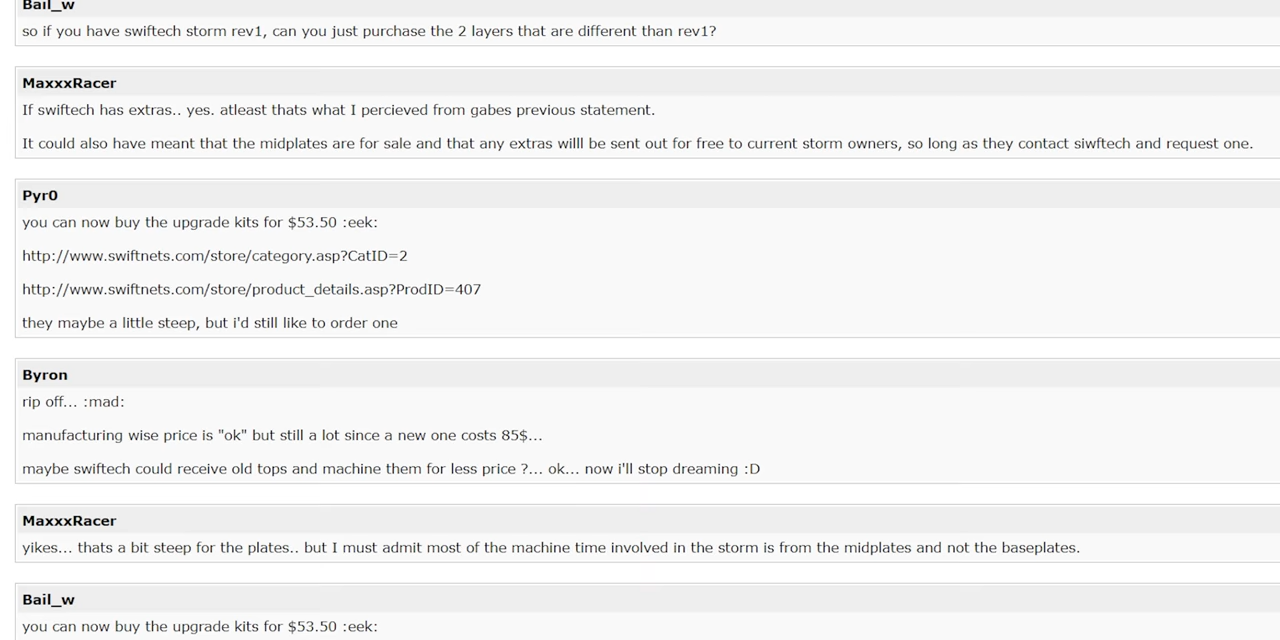 Bail_w
so if you have swiftech storm rev1, can you just purchase the 2 layers that are different than rev1?
MaxxxRacer
If swiftech has extras.. yes. atleast thats what I percieved from gabes previous statement.
It could also have meant that the midplates are for sale and that any extras willl be sent out for free to current storm owners, so long as they contact siwftech and request one.
Pyr0
you can now buy the upgrade kits for $53.50 :eek:
http://www.swiftnets.com/store/category.asp?CatID=2
http://www.swiftnets.com/store/product_details.asp?ProdID=407
they maybe a little steep, but i'd still like to order one
Byron
rip off... :mad:
manufacturing wise price is "ok" but still a lot since a new one costs 85$...
maybe swiftech could receive old tops and machine them for less price ?... ok... now i'll stop dreaming :D
MaxxxRacer
yikes... thats a bit steep for the plates.. but I must admit most of the machine time involved in the storm is from the midplates and not the baseplates.
Bail_w
you can now buy the upgrade kits for $53.50 :eek: